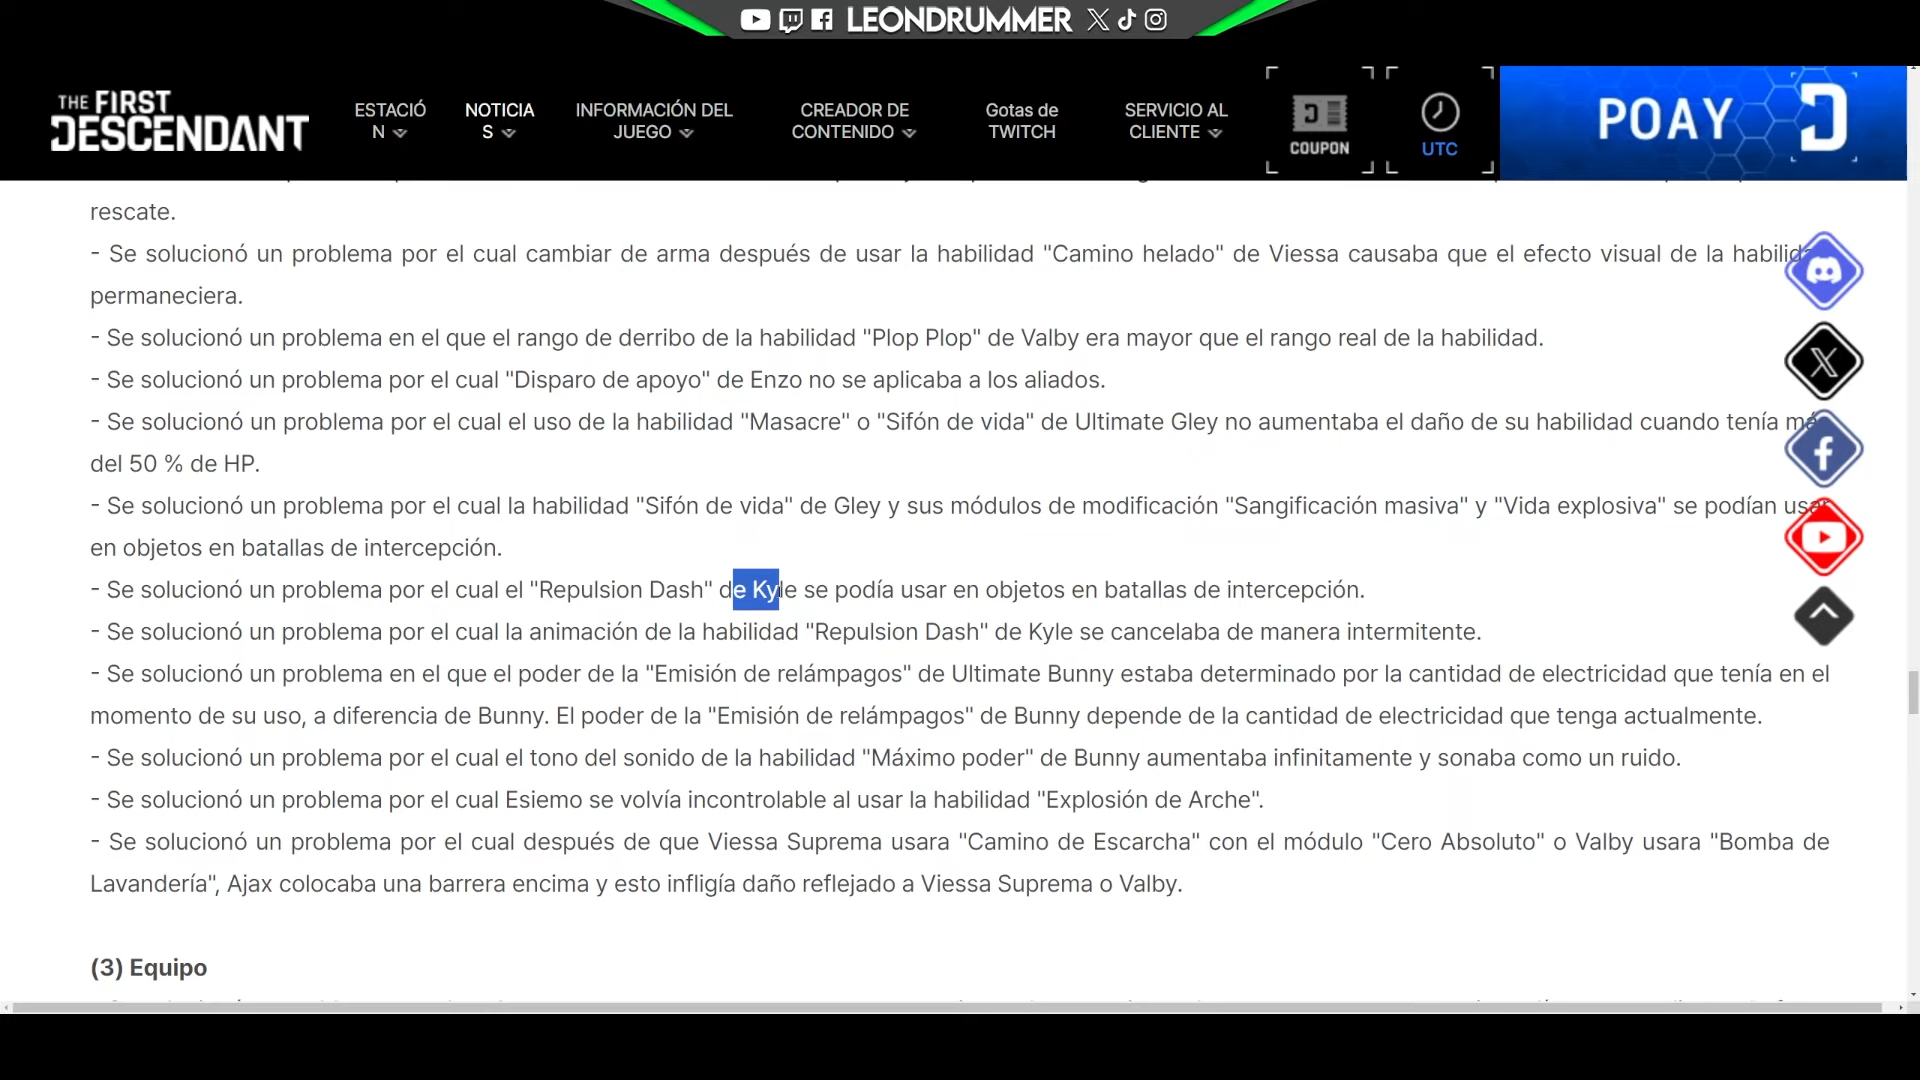 LEONDRUMMER
THE FIRST
DESCENDANT
ESTACIÓ
N
NOTICIA
S
INFORMACIÓN DEL
JUEGO
CREADOR DE
CONTENIDO
Gotas de
TWITCH
SERVICIO AL
CLIENTE
COUPON
UTC
POAY
rescate.
- Se solucionó un problema por el cual cambiar de arma después de usar la habilidad "Camino helado" de Viessa causaba que el efecto visual de la habilidad
permaneciera.
- Se solucionó un problema en el que el rango de derribo de la habilidad "Plop Plop" de Valby era mayor que el rango real de la habilidad.
- Se solucionó un problema por el cual "Disparo de apoyo" de Enzo no se aplicaba a los aliados.
- Se solucionó un problema por el cual el uso de la habilidad "Masacre" o "Sifón de vida" de Ultimate Gley no aumentaba el daño de su habilidad cuando tenía más
del 50 % de HP.
- Se solucionó un problema por el cual la habilidad "Sifón de vida" de Gley y sus módulos de modificación "Sangificación masiva" y "Vida explosiva" se podían usar
en objetos en batallas de intercepción.
- Se solucionó un problema por el cual el "Repulsion Dash" de Kyle se podía usar en objetos en batallas de intercepción.
- Se solucionó un problema por el cual la animación de la habilidad "Repulsion Dash" de Kyle se cancelaba de manera intermitente.
- Se solucionó un problema en el que el poder de la "Emisión de relámpagos" de Ultimate Bunny estaba determinado por la cantidad de electricidad que tenía en el
momento de su uso, a diferencia de Bunny. El poder de la "Emisión de relámpagos" de Bunny depende de la cantidad de electricidad que tenga actualmente.
- Se solucionó un problema por el cual el tono del sonido de la habilidad "Máximo poder" de Bunny aumentaba infinitamente y sonaba como un ruido.
- Se solucionó un problema por el cual Esiemo se volvía incontrolable al usar la habilidad "Explosión de Arche".
- Se solucionó un problema por el cual después de que Viessa Suprema usara "Camino de Escarcha" con el módulo "Cero Absoluto" o Valby usara "Bomba de
Lavandería", Ajax colocaba una barrera encima y esto infligía daño reflejado a Viessa Suprema o Valby.
(3) Equipo